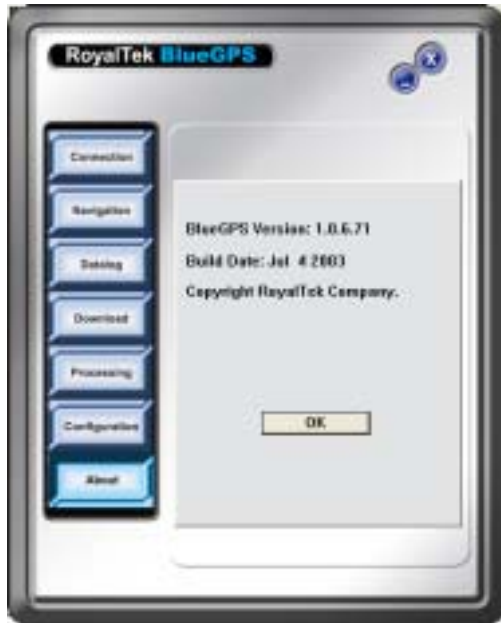 RoyalTek BlueGPS
Connection
Navigation
Datalog
Download
Processing
Configuration
About
BlueGPS Version: 1.0.6.71
Build Date: Jul 4 2003
Copyright RoyalTek Company.
OK